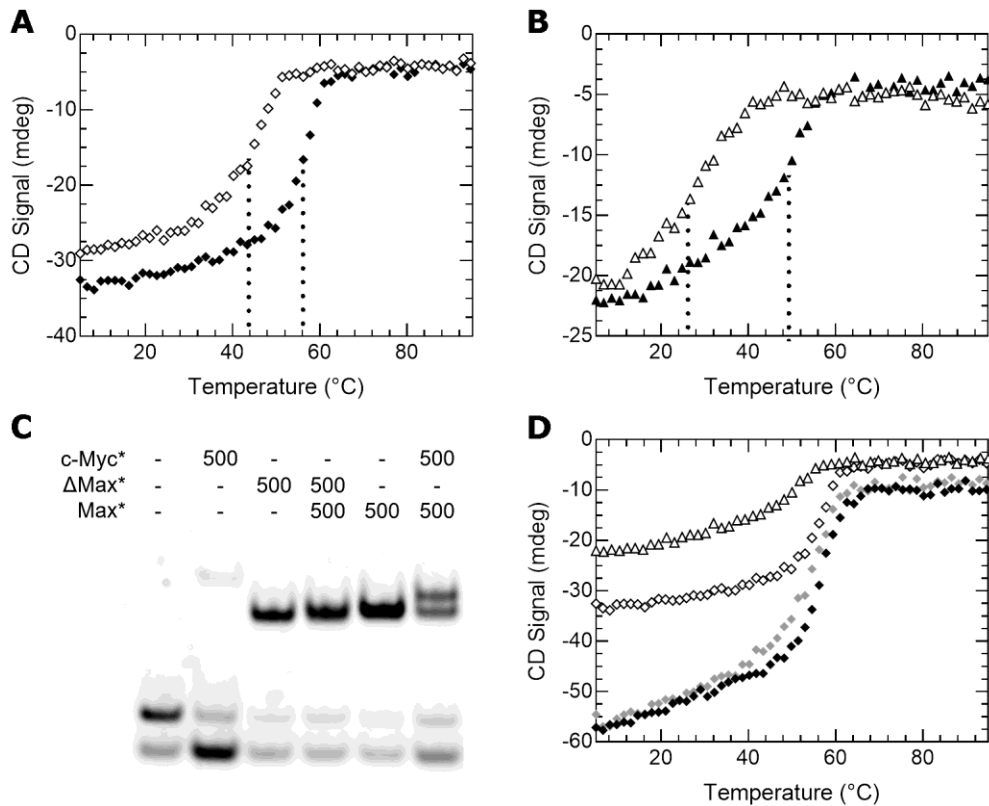 A
0
-10
-20
-30
-40
CD Signal (mdeg)
20 40 60 80
Temperature (°C)
B
0
-5
-10
-15
-20
-25
CD Signal (mdeg)
20 40 60 80
Temperature (°C)
C
c-Myc* - 500 - - - 500
ΔMax* - - 500 500 - -
Max* - - - 500 500 500
D
0
-10
-20
-30
-40
-50
-60
CD Signal (mdeg)
20 40 60 80
Temperature (°C)